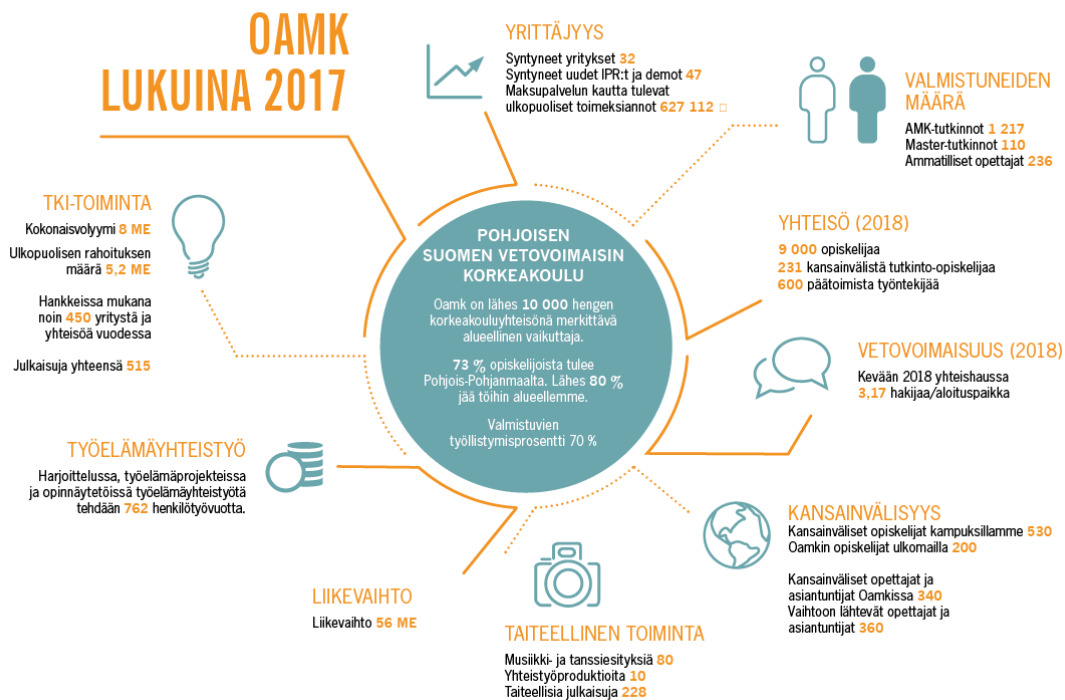 OAMK
LUKUINA 2017
YRITTÄJYYS
Syntyneet yritykset 32
Syntyneet uudet IPR:t ja demot 47
Maksupalvelun kautta tulevat
ulkopuoliset toimeksiannot 627 112 □
VALMISTUNEIDEN
MÄÄRÄ
AMK-tutkinnot 1 217
Master-tutkinnot 110
Ammatilliset opettajat 236
TKI-TOIMINTA
Kokonaisvolyymi 8 ME
Ulkopuolisen rahoituksen
määrä 5,2 ME
Hankkeissa mukana
noin 450 yritystä ja
yhteisöä vuodessa
Julkaisuja yhteensä 515
POHJOISEN
SUOMEN VETOVOIMAISIN
KORKEAKOULU
Oamk on lähes 10 000 hengen
korkeakouluyhteisönä merkittävä
alueellinen vaikuttaja.
73 % opiskelijoista tulee
Pohjois-Pohjanmaalta. Lähes 80 %
jää töihin alueellemme.
Valmistuvien
työllistymisprosentti 70 %
YHTEISÖ (2018)
9 000 opiskelijaa
231 kansainvälistä tutkinto-opiskelijaa
600 päätoimista työntekijää
VETOVOIMAISUUS (2018)
Kevään 2018 yhteishaussa
3,17 hakijaa/aloituspaikka
TYÖELÄMÄYHTEISTYÖ
Harjoittelussa, työelämäprojekteissa
ja opinnäytetöissä työelämäyhteistyötä
tehdään 762 henkilötyövuotta.
KANSAINVÄLISYYS
Kansainväliset opiskelijat kampuksillamme 530
Oamkin opiskelijat ulkomailla 200
Kansainväliset opettajat ja
asiantuntijat Oamkissa 340
Vaihtoon lähtevät opettajat ja
asiantuntijat 360
LIIKEVAIHTO
Liikevaihto 56 ME
TAITEELLINEN TOIMINTA
Musiikki- ja tanssiesityksiä 80
Yhteistyöproduktioita 10
Taiteellisia julkaisuja 228